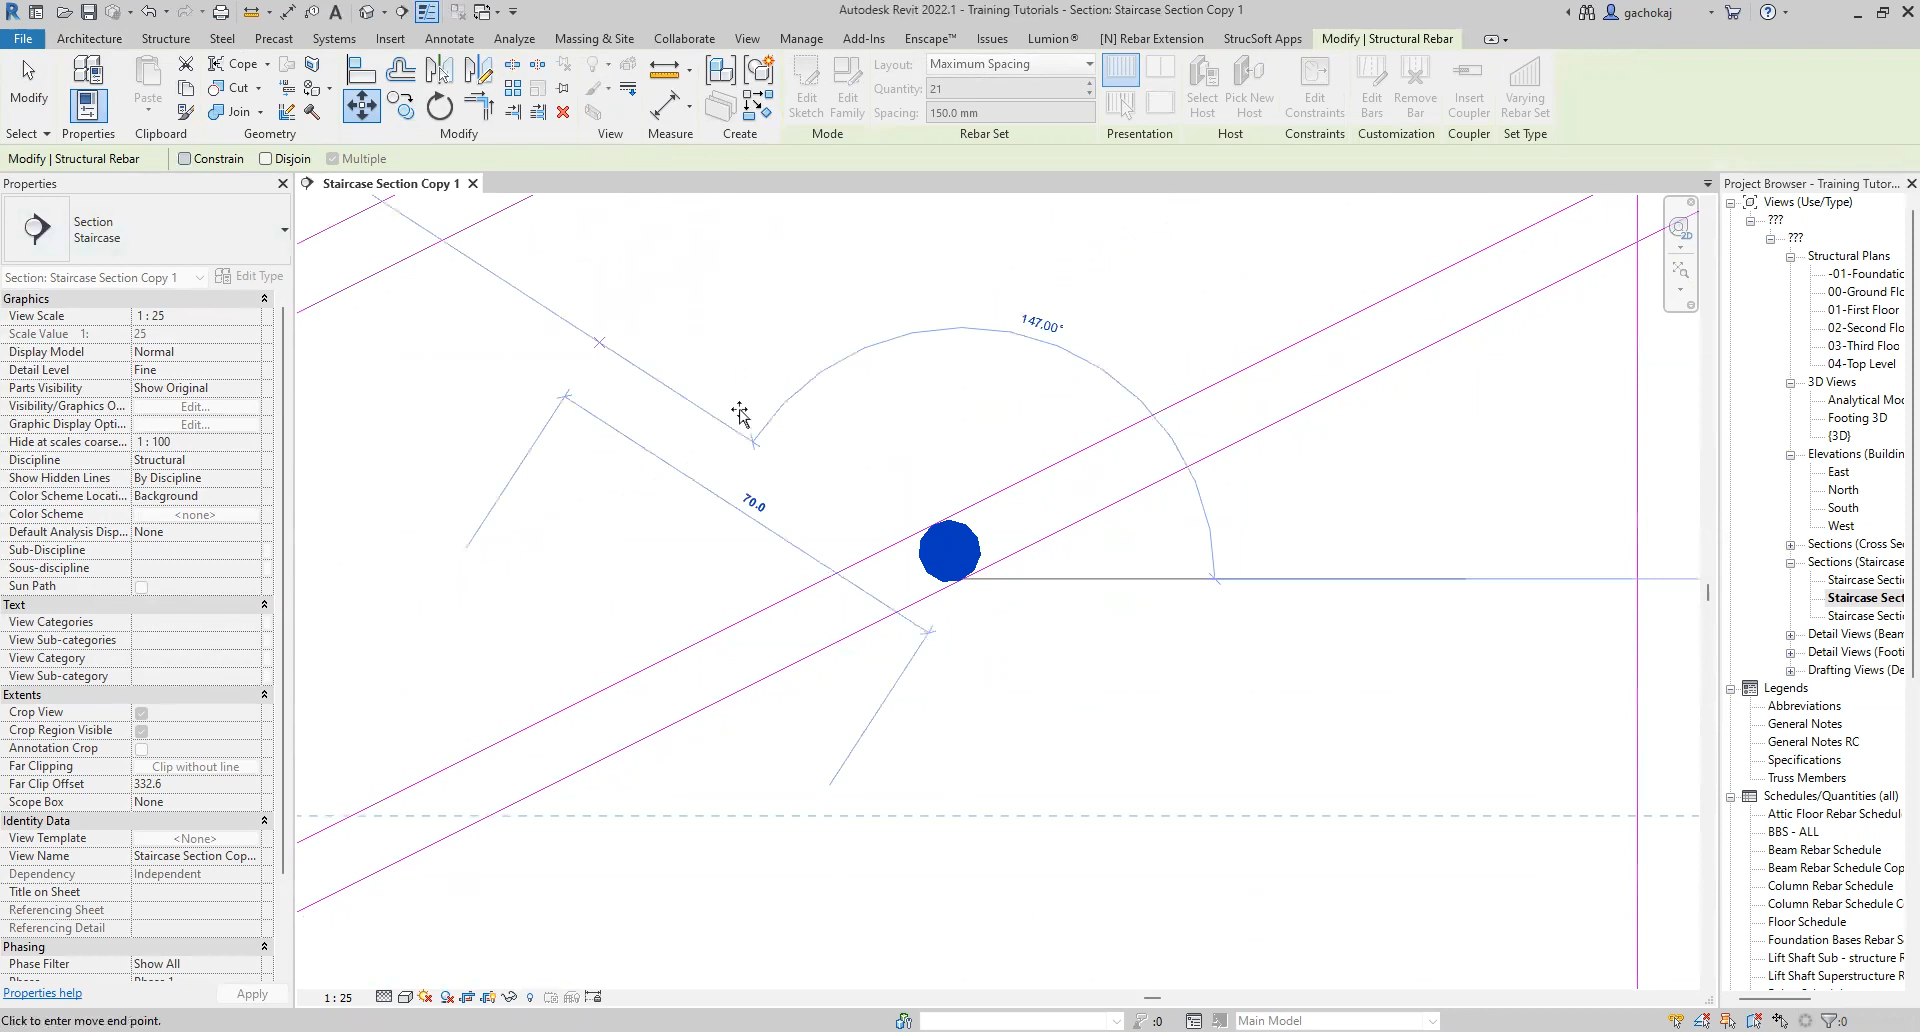 Autodesk Revit 2022.1 - Training Tutorials - Section: Staircase Section Copy 1
gachokaj
File
Architecture
Structure
Steel
Precast
Systems
Insert
Annotate
Analyze
Massing & Site
Collaborate
View
Manage
Add-Ins
Enscape™
Issues
Lumion®
[N] Rebar Extension
StrucSoft Apps
Modify | Structural Rebar
Modify
Select
Properties
Paste
Clipboard
Cope
Cut
Join
Geometry
Modify
View
Measure
Create
Edit
Sketch
Edit
Family
Mode
Layout:
Maximum Spacing
Quantity:
21
Spacing:
150.0 mm
Rebar Set
Presentation
Select
Host
Pick New
Host
Host
Edit
Constraints
Constraints
Edit
Bars
Remove
Bar
Customization
Insert
Coupler
Coupler
Varying
Rebar Set
Set Type
Modify | Structural Rebar
Constrain
Disjoin
Multiple
Properties
Section
Staircase
Section: Staircase Section Copy 1
Edit Type
Graphics
View Scale 1 : 25
Scale Value 1: 25
Display Model Normal
Detail Level Fine
Parts Visibility Show Original
Visibility/Graphics O... Edit...
Graphic Display Opti... Edit...
Hide at scales coarse... 1 : 100
Discipline Structural
Show Hidden Lines By Discipline
Color Scheme Locati... Background
Color Scheme <none>
Default Analysis Disp... None
Sub-Discipline
Sous-discipline
Sun Path
Text
View Categories
View Sub-categories
View Category
View Sub-category
Extents
Crop View
Crop Region Visible
Annotation Crop
Far Clipping Clip without line
Far Clip Offset 332.6
Scope Box None
Identity Data
View Template <None>
View Name Staircase Section Cop...
Dependency Independent
Title on Sheet
Referencing Sheet
Referencing Detail
Phasing
Phase Filter Show All
Properties help
Apply
Staircase Section Copy 1
147.00°
70.0
2D
1 : 25
Project Browser - Training Tutor...
Views (Use/Type)
???
???
Structural Plans
-01-Foundatic
00-Ground Flo
01-First Floor
02-Second Flo
03-Third Floo
04-Top Level
3D Views
Analytical Moc
Footing 3D
{3D}
Elevations (Buildin
East
North
South
West
Sections (Cross Se
Sections (Staircase
Staircase Secti
Staircase Sect
Staircase Secti
Detail Views (Bean
Detail Views (Footi
Drafting Views (De
Legends
Abbreviations
General Notes
General Notes RC
Specifications
Truss Members
Schedules/Quantities (all)
Attic Floor Rebar Schedul
BBS - ALL
Beam Rebar Schedule
Beam Rebar Schedule Cop
Column Rebar Schedule
Column Rebar Schedule C
Floor Schedule
Foundation Bases Rebar S
Lift Shaft Sub - structure R
Lift Shaft Superstructure R
Click to enter move end point.
:0
Main Model
:0